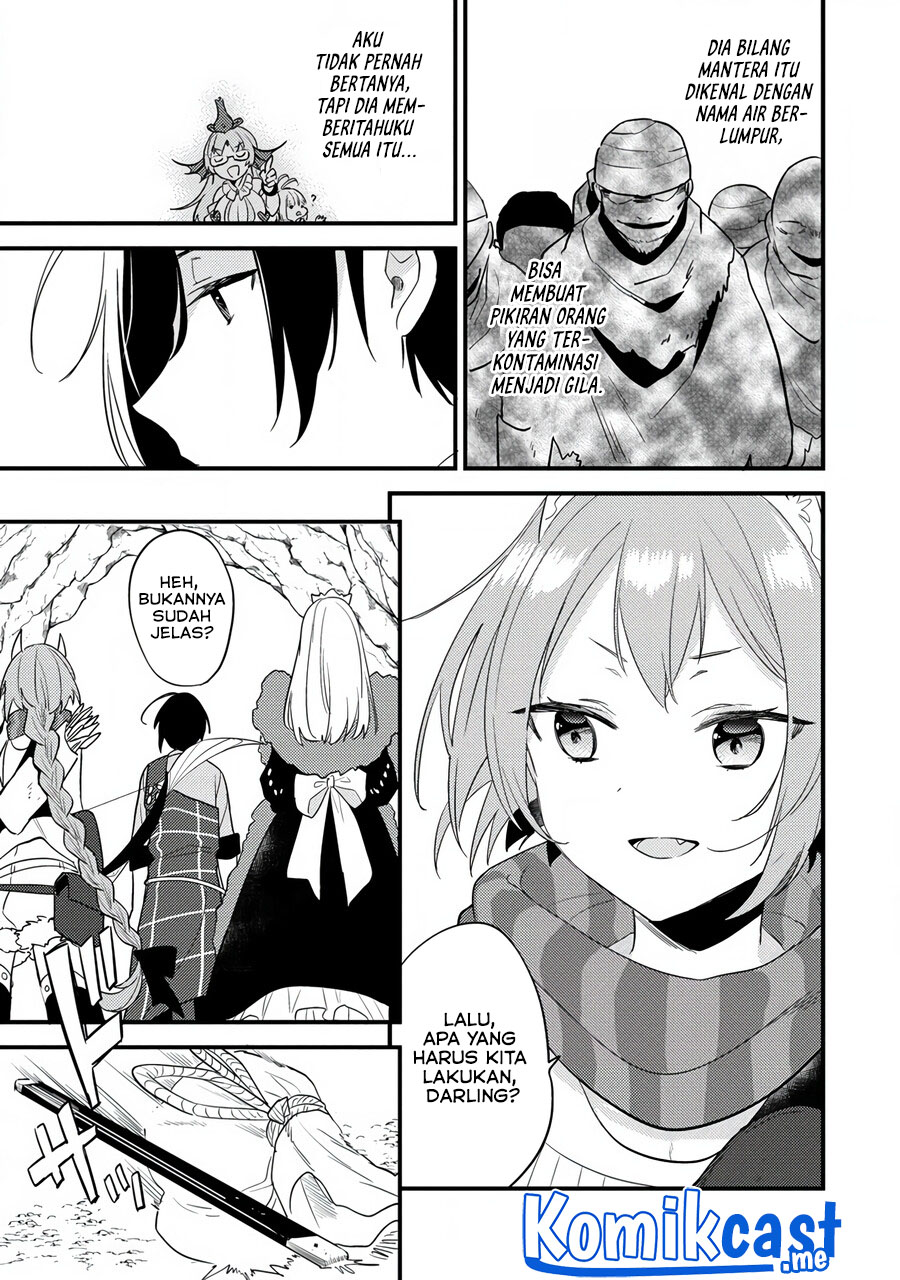 DIA BILANG
MANTERA ITU
DIKENAL DENGAN
NAMA AIR BER-
LUMPUR,
BISA
MEMBUAT
PIKIRAN ORANG
YANG TER-
KONTAMINASI
MENJADI GILA.
AKU
TIDAK PERNAH
BERTANYA,
TAPI DIA MEM-
BERITAHUKU
SEMUA ITU...
?
LALU,
APA YANG
HARUS KITA
LAKUKAN,
DARLING?
HEH,
BUKANNYA
SUDAH
JELAS?
ザッ
Komikcast
.me